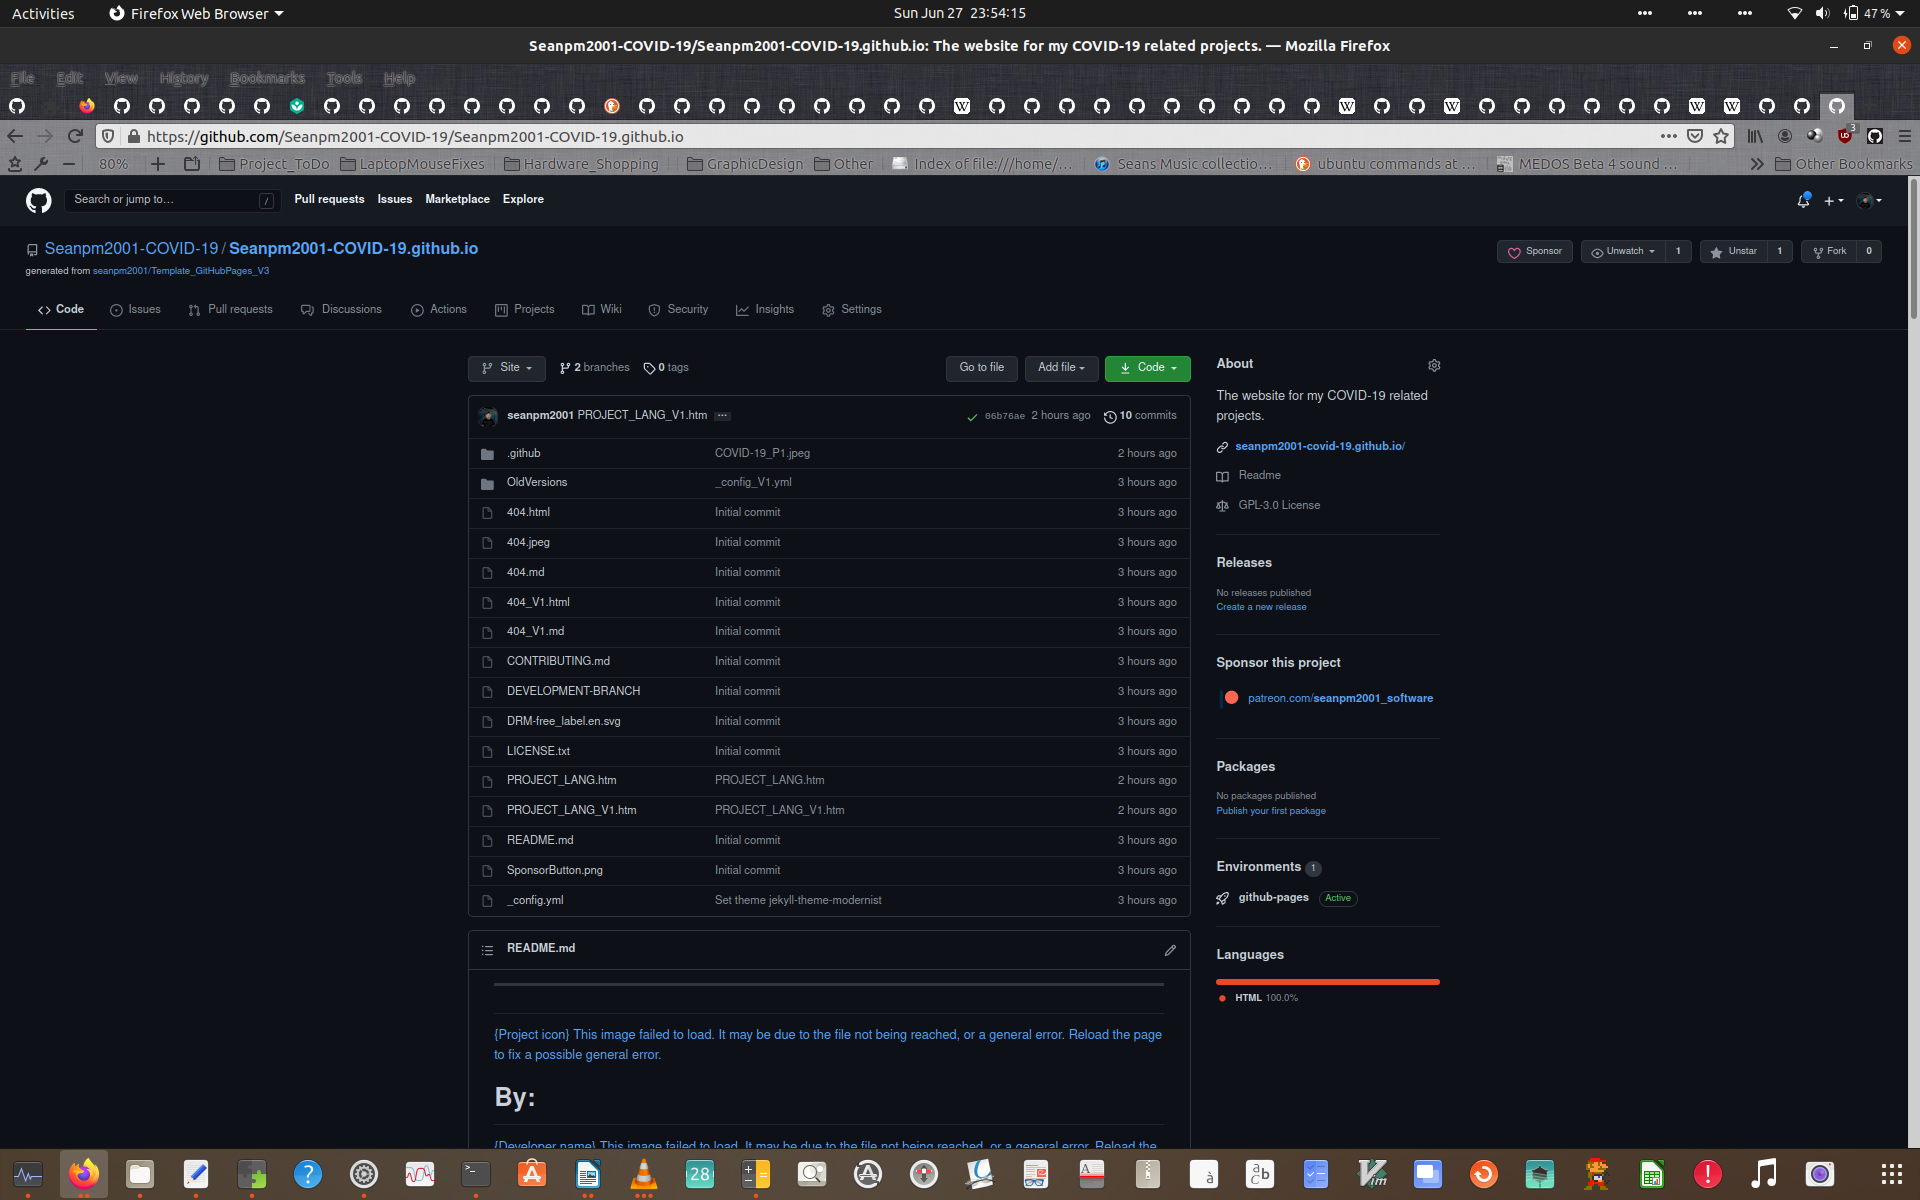 Activities Firefox Web Browser Sun Jun 27 23:54:15 47 %
Seanpm2001-COVID-19/Seanpm2001-COVID-19.github.io: The website for my COVID-19 related projects. — Mozilla Firefox
File Edit View History Bookmarks Tools Help
https://github.com/Seanpm2001-COVID-19/Seanpm2001-COVID-19.github.io 3
80% Project_ToDo LaptopMouseFixes Hardware_Shopping GraphicDesign Other Index of file:///home/... Seans Music collectio... ubuntu commands at ... MEDOS Beta 4 sound ... Other Bookmarks
Search or jump to... / Pull requests Issues Marketplace Explore
Seanpm2001-COVID-19 / Seanpm2001-COVID-19.github.io Sponsor Unwatch 1 Unstar 1 Fork 0
generated from seanpm2001/Template_GitHubPages_V3
Code Issues Pull requests Discussions Actions Projects Wiki Security Insights Settings
Site 2 branches 0 tags Go to file Add file Code
seanpm2001 PROJECT_LANG_V1.htm ... 06b76ae 2 hours ago 10 commits
.github COVID-19_P1.jpeg 2 hours ago
OldVersions _config_V1.yml 3 hours ago
404.html Initial commit 3 hours ago
404.jpeg Initial commit 3 hours ago
404.md Initial commit 3 hours ago
404_V1.html Initial commit 3 hours ago
404_V1.md Initial commit 3 hours ago
CONTRIBUTING.md Initial commit 3 hours ago
DEVELOPMENT-BRANCH Initial commit 3 hours ago
DRM-free_label.en.svg Initial commit 3 hours ago
LICENSE.txt Initial commit 3 hours ago
PROJECT_LANG.htm PROJECT_LANG.htm 2 hours ago
PROJECT_LANG_V1.htm PROJECT_LANG_V1.htm 2 hours ago
README.md Initial commit 3 hours ago
SponsorButton.png Initial commit 3 hours ago
_config.yml Set theme jekyll-theme-modernist 3 hours ago
README.md
{Project icon} This image failed to load. It may be due to the file not being reached, or a general error. Reload the page
to fix a possible general error.
By:
{Developer name} This image failed to load. It may be due to the file not being reached, or a general error. Reload the
About
The website for my COVID-19 related
projects.
seanpm2001-covid-19.github.io/
Readme
GPL-3.0 License
Releases
No releases published
Create a new release
Sponsor this project
patreon.com/seanpm2001_software
Packages
No packages published
Publish your first package
Environments 1
github-pages Active
Languages
HTML 100.0%
28